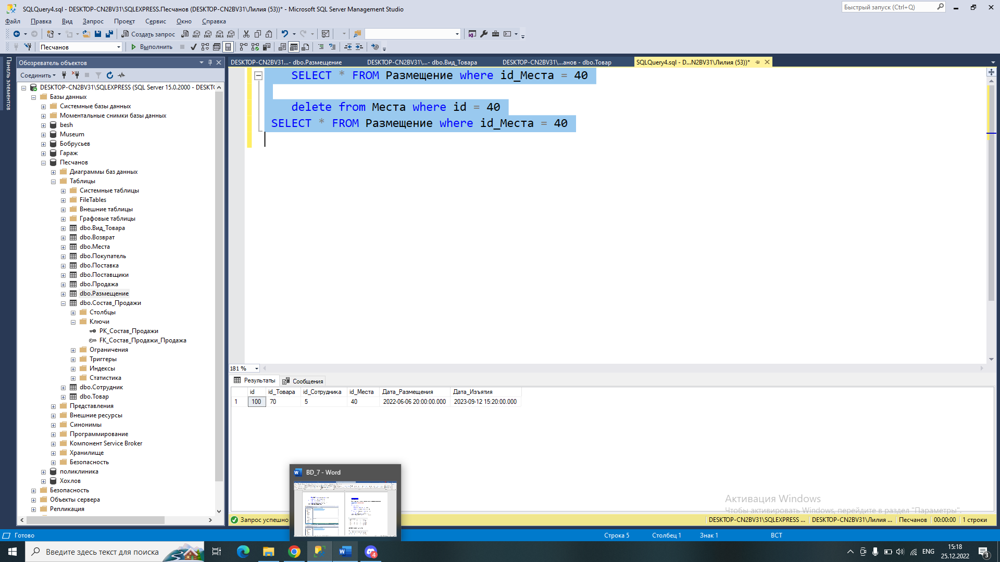 SQLQuery4.sql - DESKTOP-CN2BV31\SQLEXPRESS.Песчанов (DESKTOP-CN2BV31\Лилия (53))* - Microsoft SQL Server Management Studio
Быстрый запуск (Ctrl+Q)
Файл Правка Вид Запрос Проект Сервис Окно Справка
Создать запрос
MDX DMX XMLA DAX
Песчанов
Выполнить
Панель элементов
Обозреватель объектов
Соединить
DESKTOP-CN2BV31\SQLEXPRESS (SQL Server 15.0.2000 - DESKTO
Базы данных
Системные базы данных
Моментальные снимки базы данных
besh
Museum
Бобрусьев
Гараж
Песчанов
Диаграммы баз данных
Таблицы
Системные таблицы
FileTables
Внешние таблицы
Графовые таблицы
dbo.Вид_Товара
dbo.Возврат
dbo.Места
dbo.Покупатель
dbo.Поставка
dbo.Поставщики
dbo.Продажа
dbo.Размещение
dbo.Состав_Продажи
Столбцы
Ключи
PK_Состав_Продажи
FK_Состав_Продажи_Продажа
Ограничения
Триггеры
Индексы
Статистика
dbo.Сотрудник
dbo.Товар
Представления
Внешние ресурсы
Синонимы
Программирование
Компонент Service Broker
Хранилище
Безопасность
поликлиника
Хохлов
Безопасность
Объекты сервера
Репликация
DESKTOP-CN2BV31...- dbo.Размещение
DESKTOP-CN2BV31\...- dbo.Вид_Товара
DESKTOP-CN2BV31\...анов - dbo.Товар
SQLQuery4.sql - D...N2BV31\Лилия (53))*
SELECT * FROM Размещение where id_Места = 40
delete from Места where id = 40
SELECT * FROM Размещение where id_Места = 40
181 %
Результаты
Сообщения
id id_Товара id_Сотрудника id_Места Дата_Размещения Дата_Изъятия
1 100 70 5 40 2022-06-06 20:00:00.000 2023-09-12 15:20:00.000
BD_7 - Word
Активация Windows
Чтобы активировать Windows, перейдите в раздел "Параметры".
Запрос успешно
DESKTOP-CN2BV31\SQLEXPRESS ...
DESKTOP-CN2BV31\Лилия ...
Песчанов
00:00:00
1 строки
Готово
Строка 5
Столбец 1
Знак 1
ВСТ
Введите здесь текст для поиска
4
ENG
15:18
25.12.2022
3